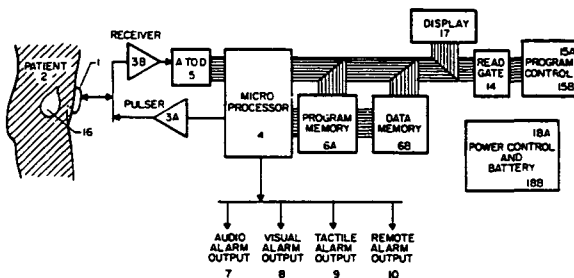 DISPLAY
17
RECEIVER
3B
A TO D
5
PATIENT
2
1
16
PULSER
3A
MICRO
PROCESSOR
4
PROGRAM
MEMORY
6A
DATA
MEMORY
6B
READ
GATE
14
15A
PROGRAM
CONTROL
15B
18A
POWER CONTROL
AND
BATTERY
18B
AUDIO
ALARM
OUTPUT
7
VISUAL
ALARM
OUTPUT
8
TACTILE
ALARM
OUTPUT
9
REMOTE
ALARM
OUTPUT
10